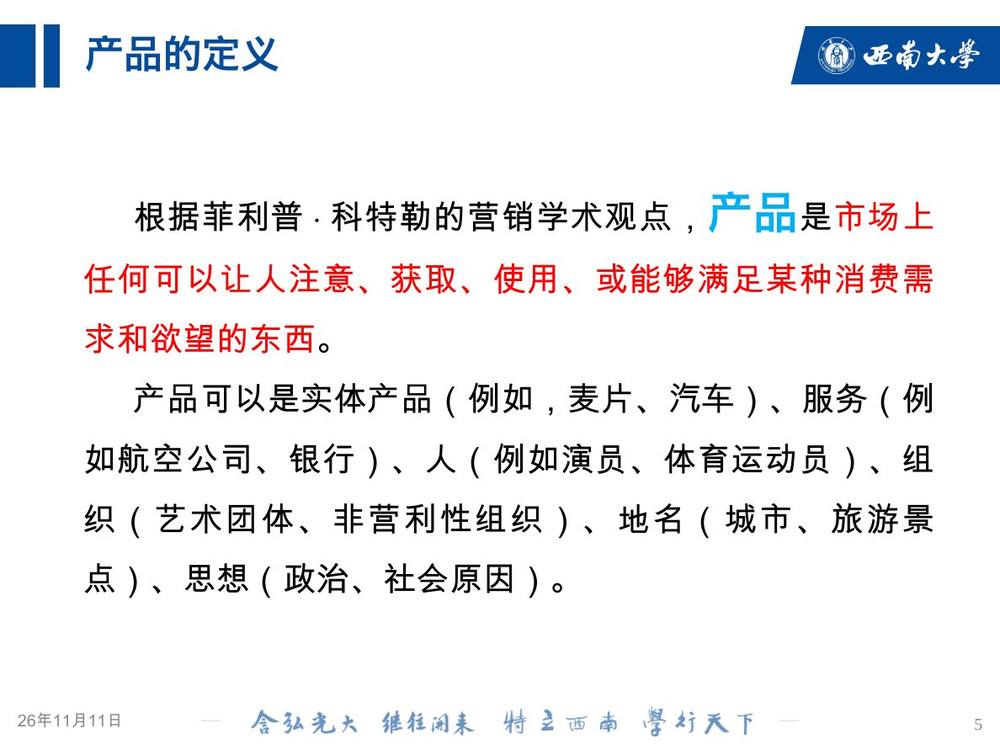 产品的定义
西南大学
根据菲利普·科特勒的营销学术观点，产品是市场上
任何可以让人注意、获取、使用、或能够满足某种消费需
求和欲望的东西。
产品可以是实体产品（例如，麦片、汽车）、服务（例
如航空公司、银行）、人（例如演员、体育运动员）、组
织（艺术团体、非营利性组织）、地名（城市、旅游景
点）、思想（政治、社会原因）。
26年11月11日
含弘光大 继往开来 特立西南 學行天下
5